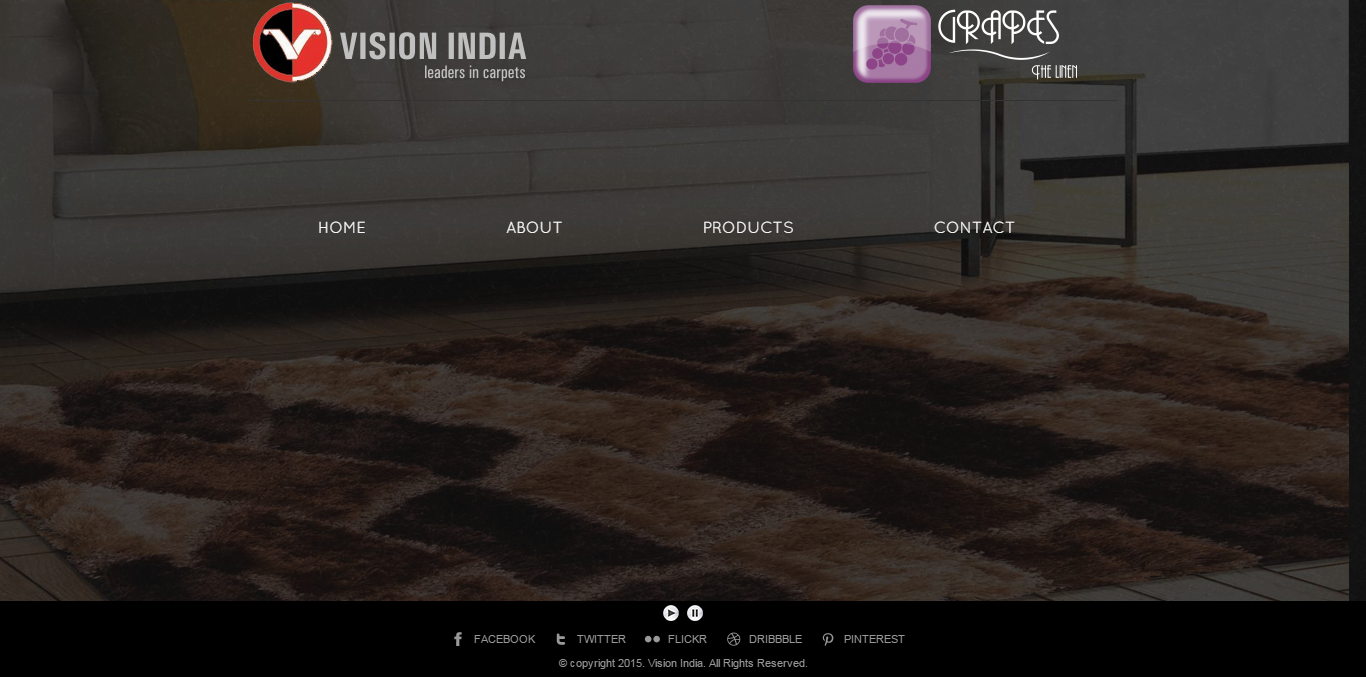 VISION INDIA
leaders in carpets
GRAPES
THE LINEN
HOME ABOUT PRODUCTS CONTACT
FACEBOOK TWITTER FLICKR DRIBBBLE PINTEREST
© copyright 2015. Vision India. All Rights Reserved.